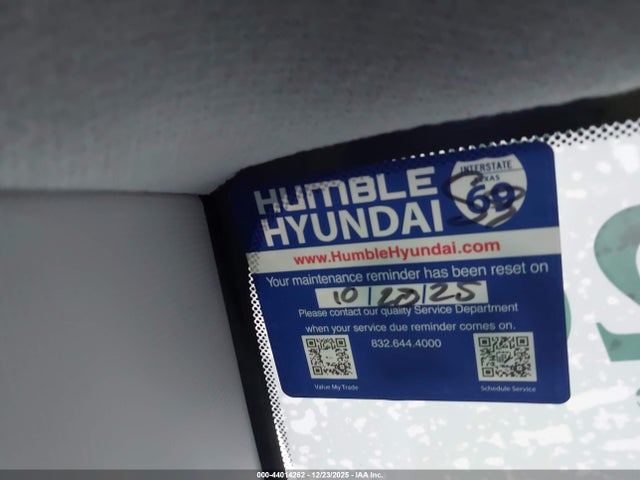 HUMBLE
HYUNDAI
INTERSTATE
TEXAS
69
www.HumbleHyundai.com
Your maintenance reminder has been reset on
10/20/25
Please contact our quality Service Department
when your service due reminder comes on.
832.644.4000
Value My Trade
Schedule Service
000-44014262 - 12/23/2025 - IAA Inc.